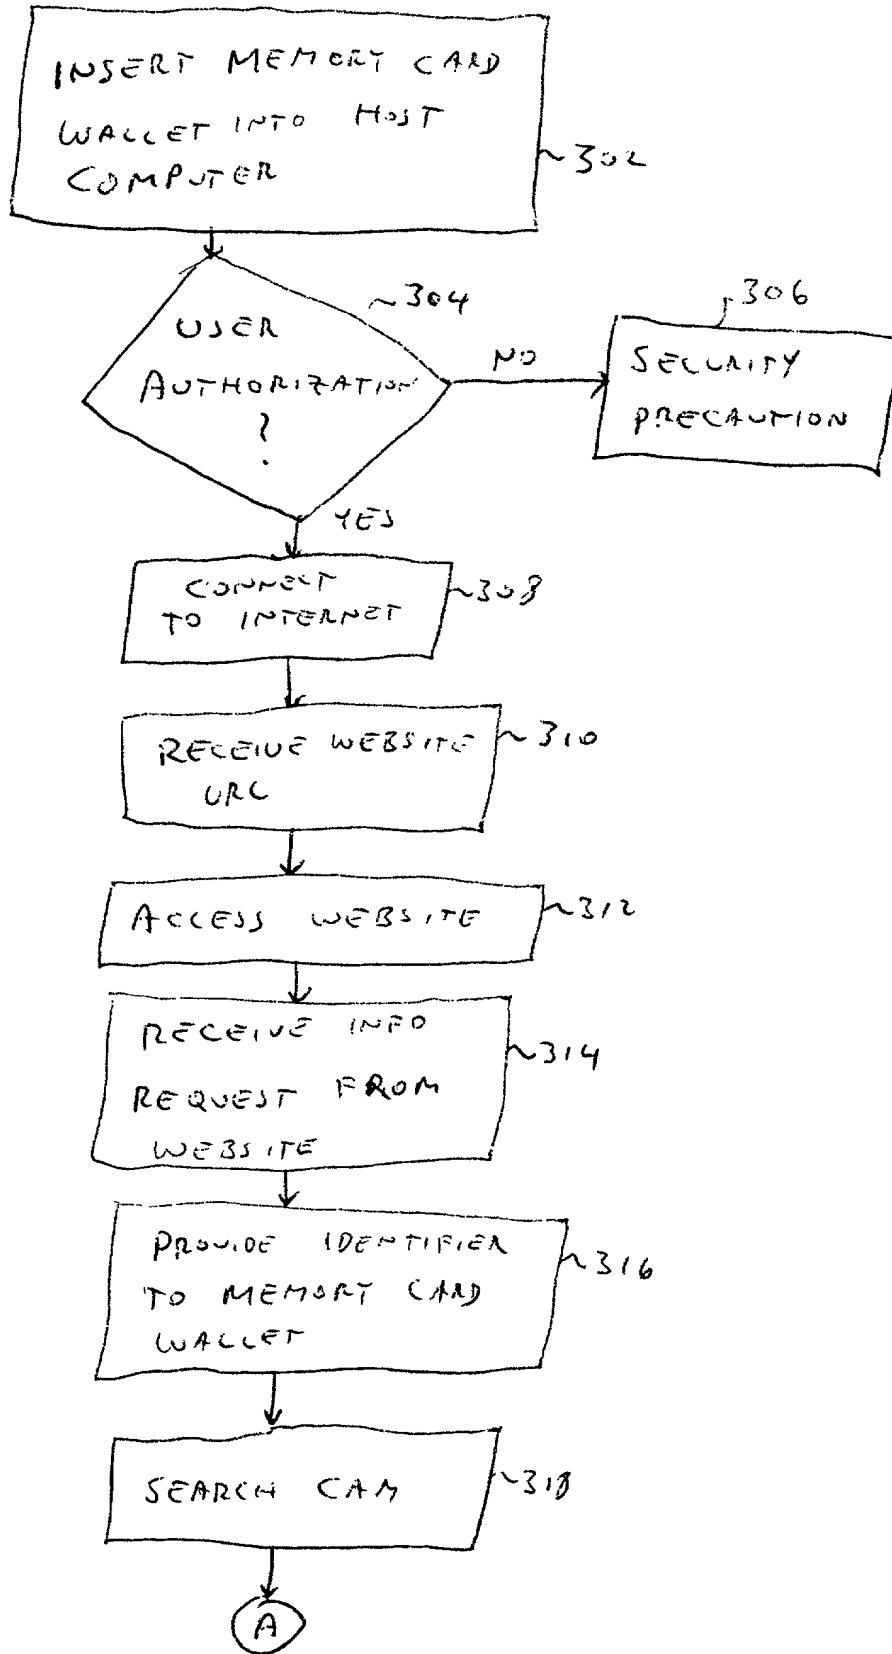 INSERT MEMORY CARD
WALLET INTO HOST
COMPUTER
302
304
USER
AUTHORIZATION
?
NO
306
SECURITY
PRECAUTION
YES
CONNECT
TO INTERNET
308
RECEIVE WEBSITE
URL
310
ACCESS WEBSITE
312
RECEIVE INFO
REQUEST FROM
WEBSITE
314
PROVIDE IDENTIFIER
TO MEMORY CARD
WALLET
316
SEARCH CAM
318
A